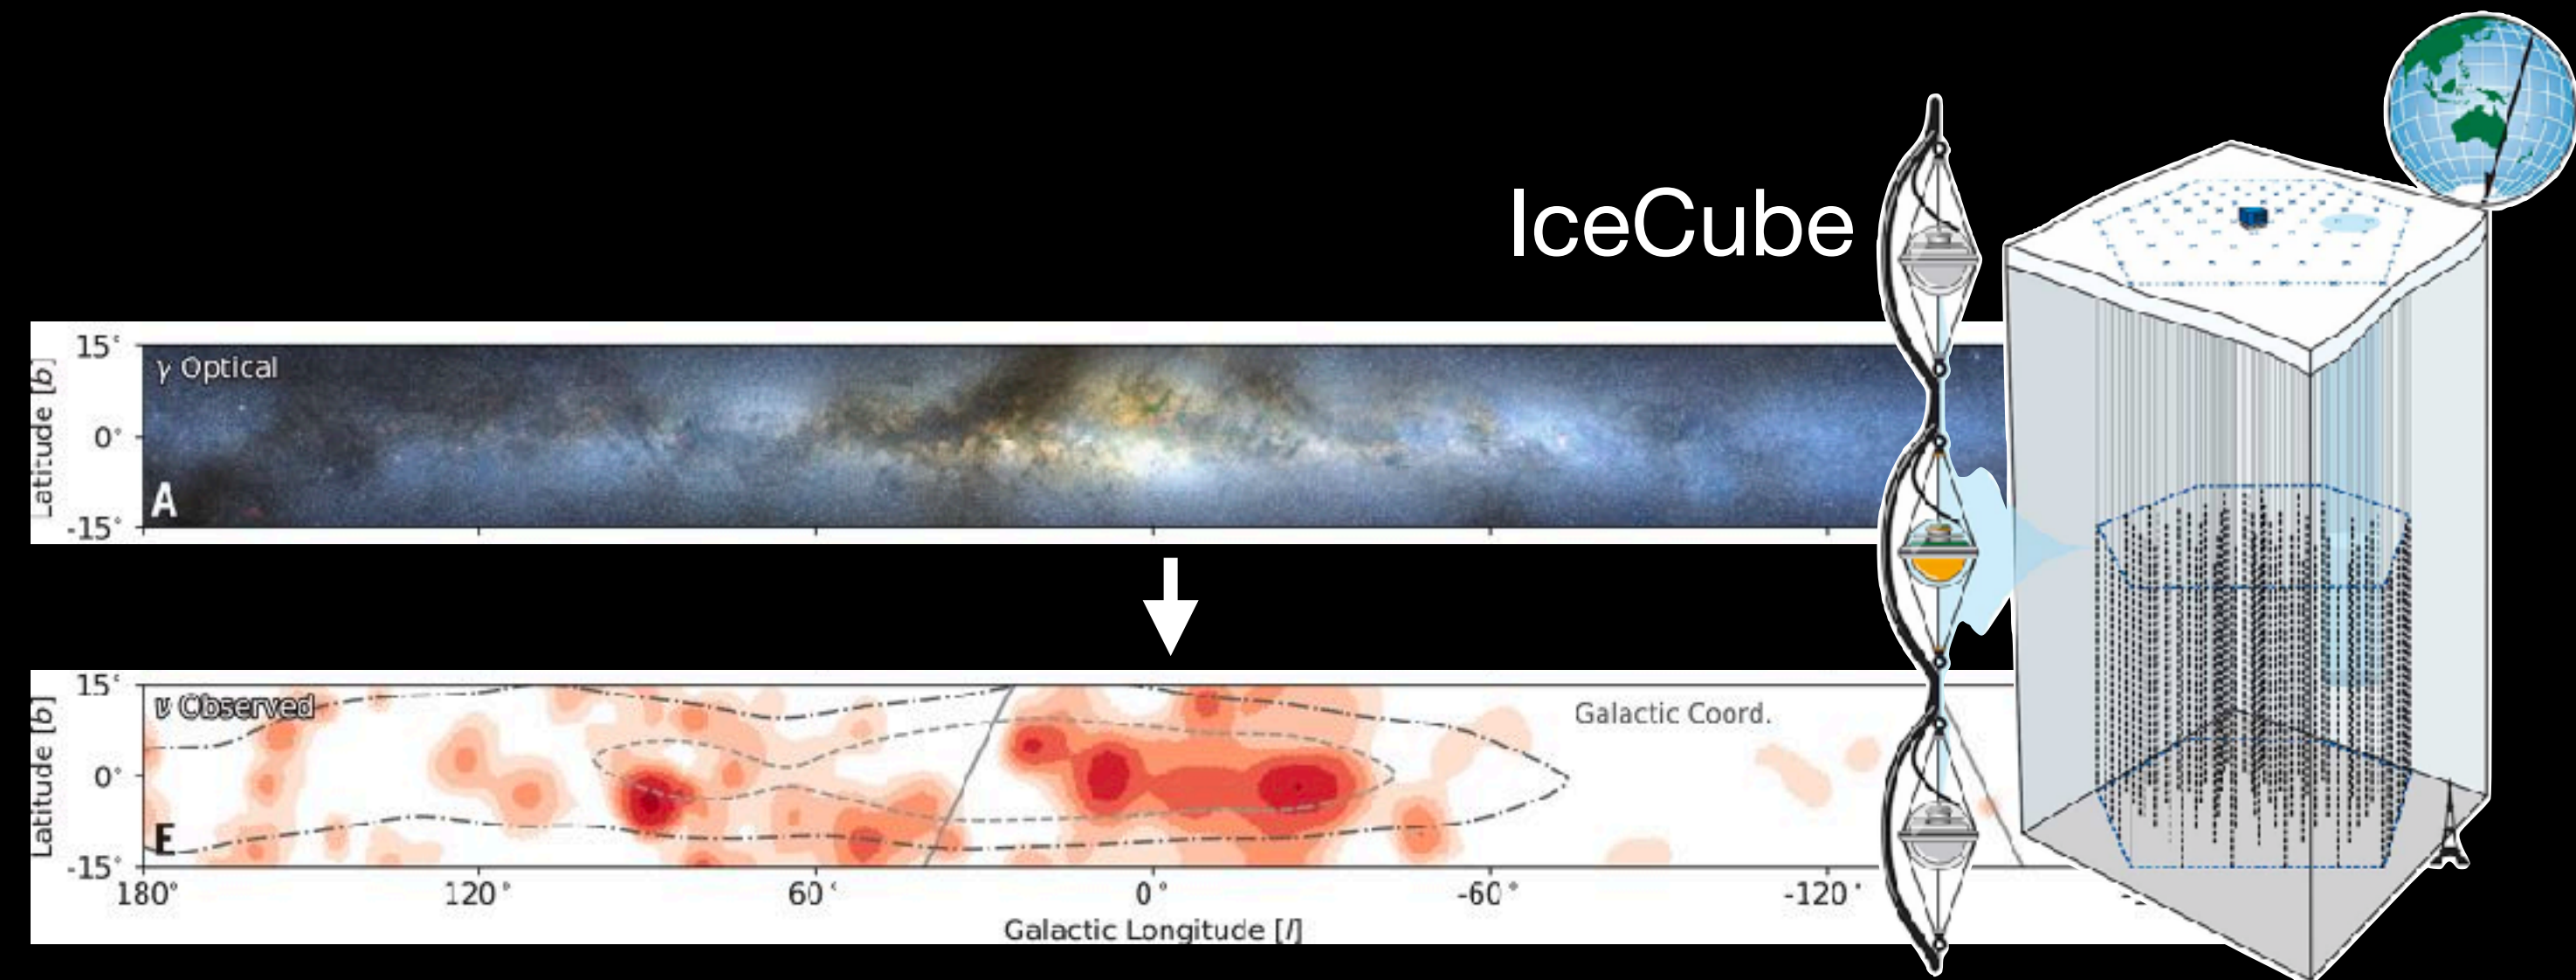 IceCube
15°
γ Optical
Latitude [b]
0°
A
-15°
15°
ν Observed
Galactic Coord.
Latitude [b]
0°
E
-15°
180°
120°
60°
0°
-60°
-120°
Galactic Longitude [l]